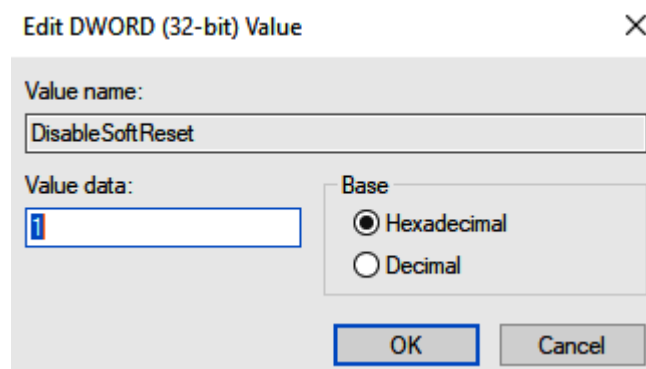 Edit DWORD (32-bit) Value
Value name:
DisableSoftReset
Value data:
1
Base
Hexadecimal
Decimal
OK
Cancel